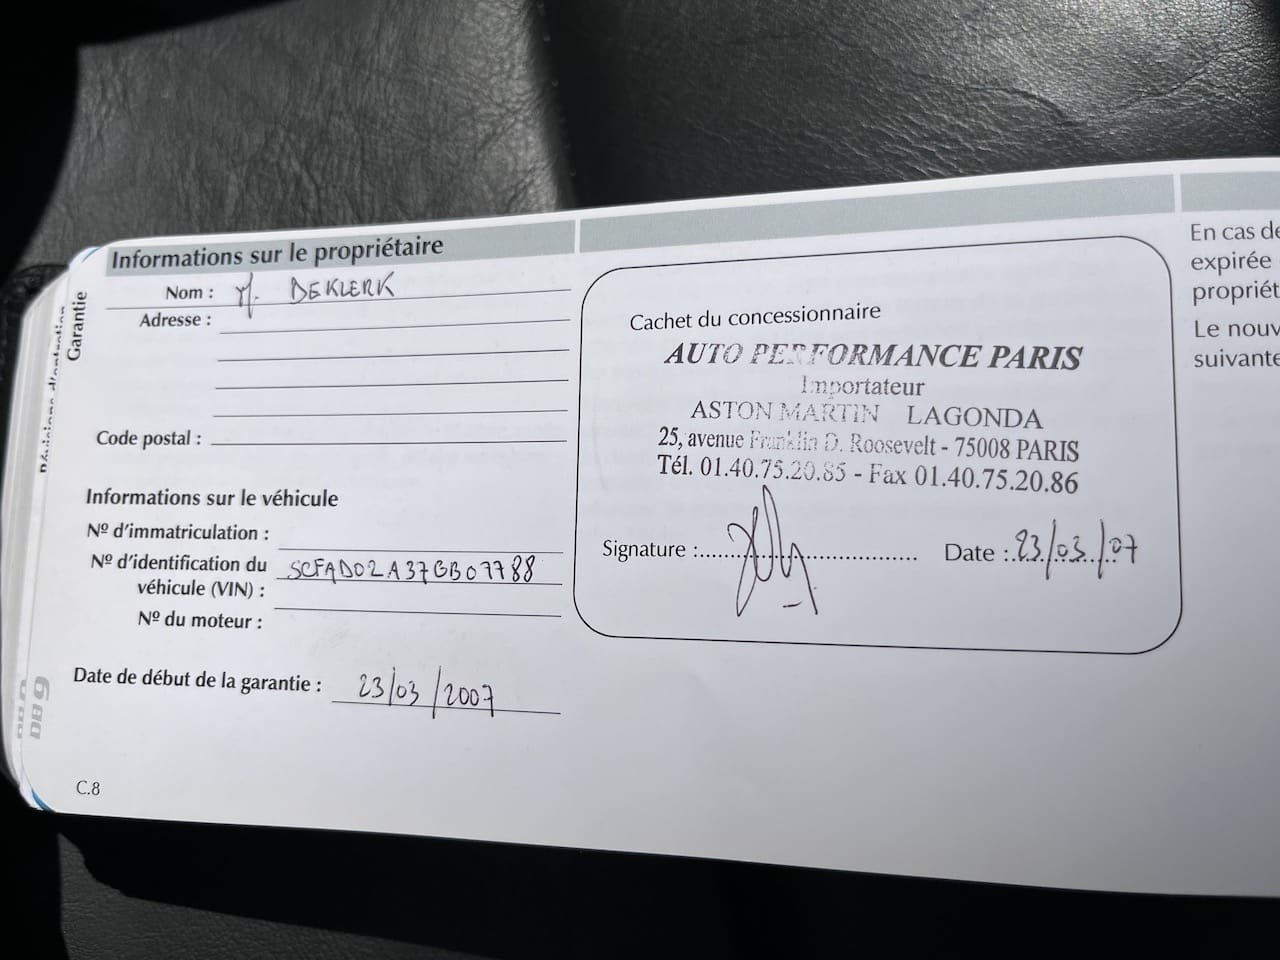 Informations sur le propriétaire
Nom : M. DEKLERK
Adresse :
Code postal :
Informations sur le véhicule
Nº d'immatriculation :
Nº d'identification du
véhicule (VIN) : SCFAD02A37GB07788
Nº du moteur :
Date de début de la garantie : 23/03/2007
C.8
Garantie
DB9
Cachet du concessionnaire
AUTO PERFORMANCE PARIS
Importateur
ASTON MARTIN LAGONDA
25, avenue Franklin D. Roosevelt - 75008 PARIS
Tél. 01.40.75.20.85 - Fax 01.40.75.20.86
Signature :
Date : 23/03/07
En cas de
expirée
propriét
Le nouv
suivante